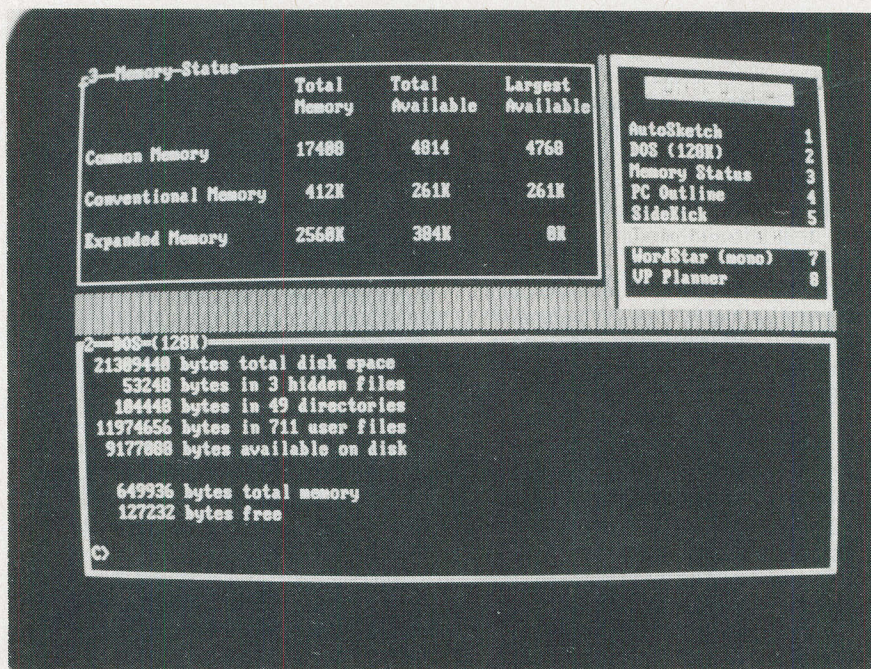 3 Memory Status
Total Memory Total Available Largest Available
Common Memory 17408 4814 4768
Conventional Memory 412K 261K 261K
Expanded Memory 2560K 384K 0K
AutoSketch 1
DOS (128K) 2
Memory Status 3
PC Outline 4
SideKick 5
WordStar (mono) 7
VP Planner 8
2 DOS (128K)
21309440 bytes total disk space
53248 bytes in 3 hidden files
104448 bytes in 49 directories
11974656 bytes in 711 user files
9177088 bytes available on disk
649936 bytes total memory
127232 bytes free
C>